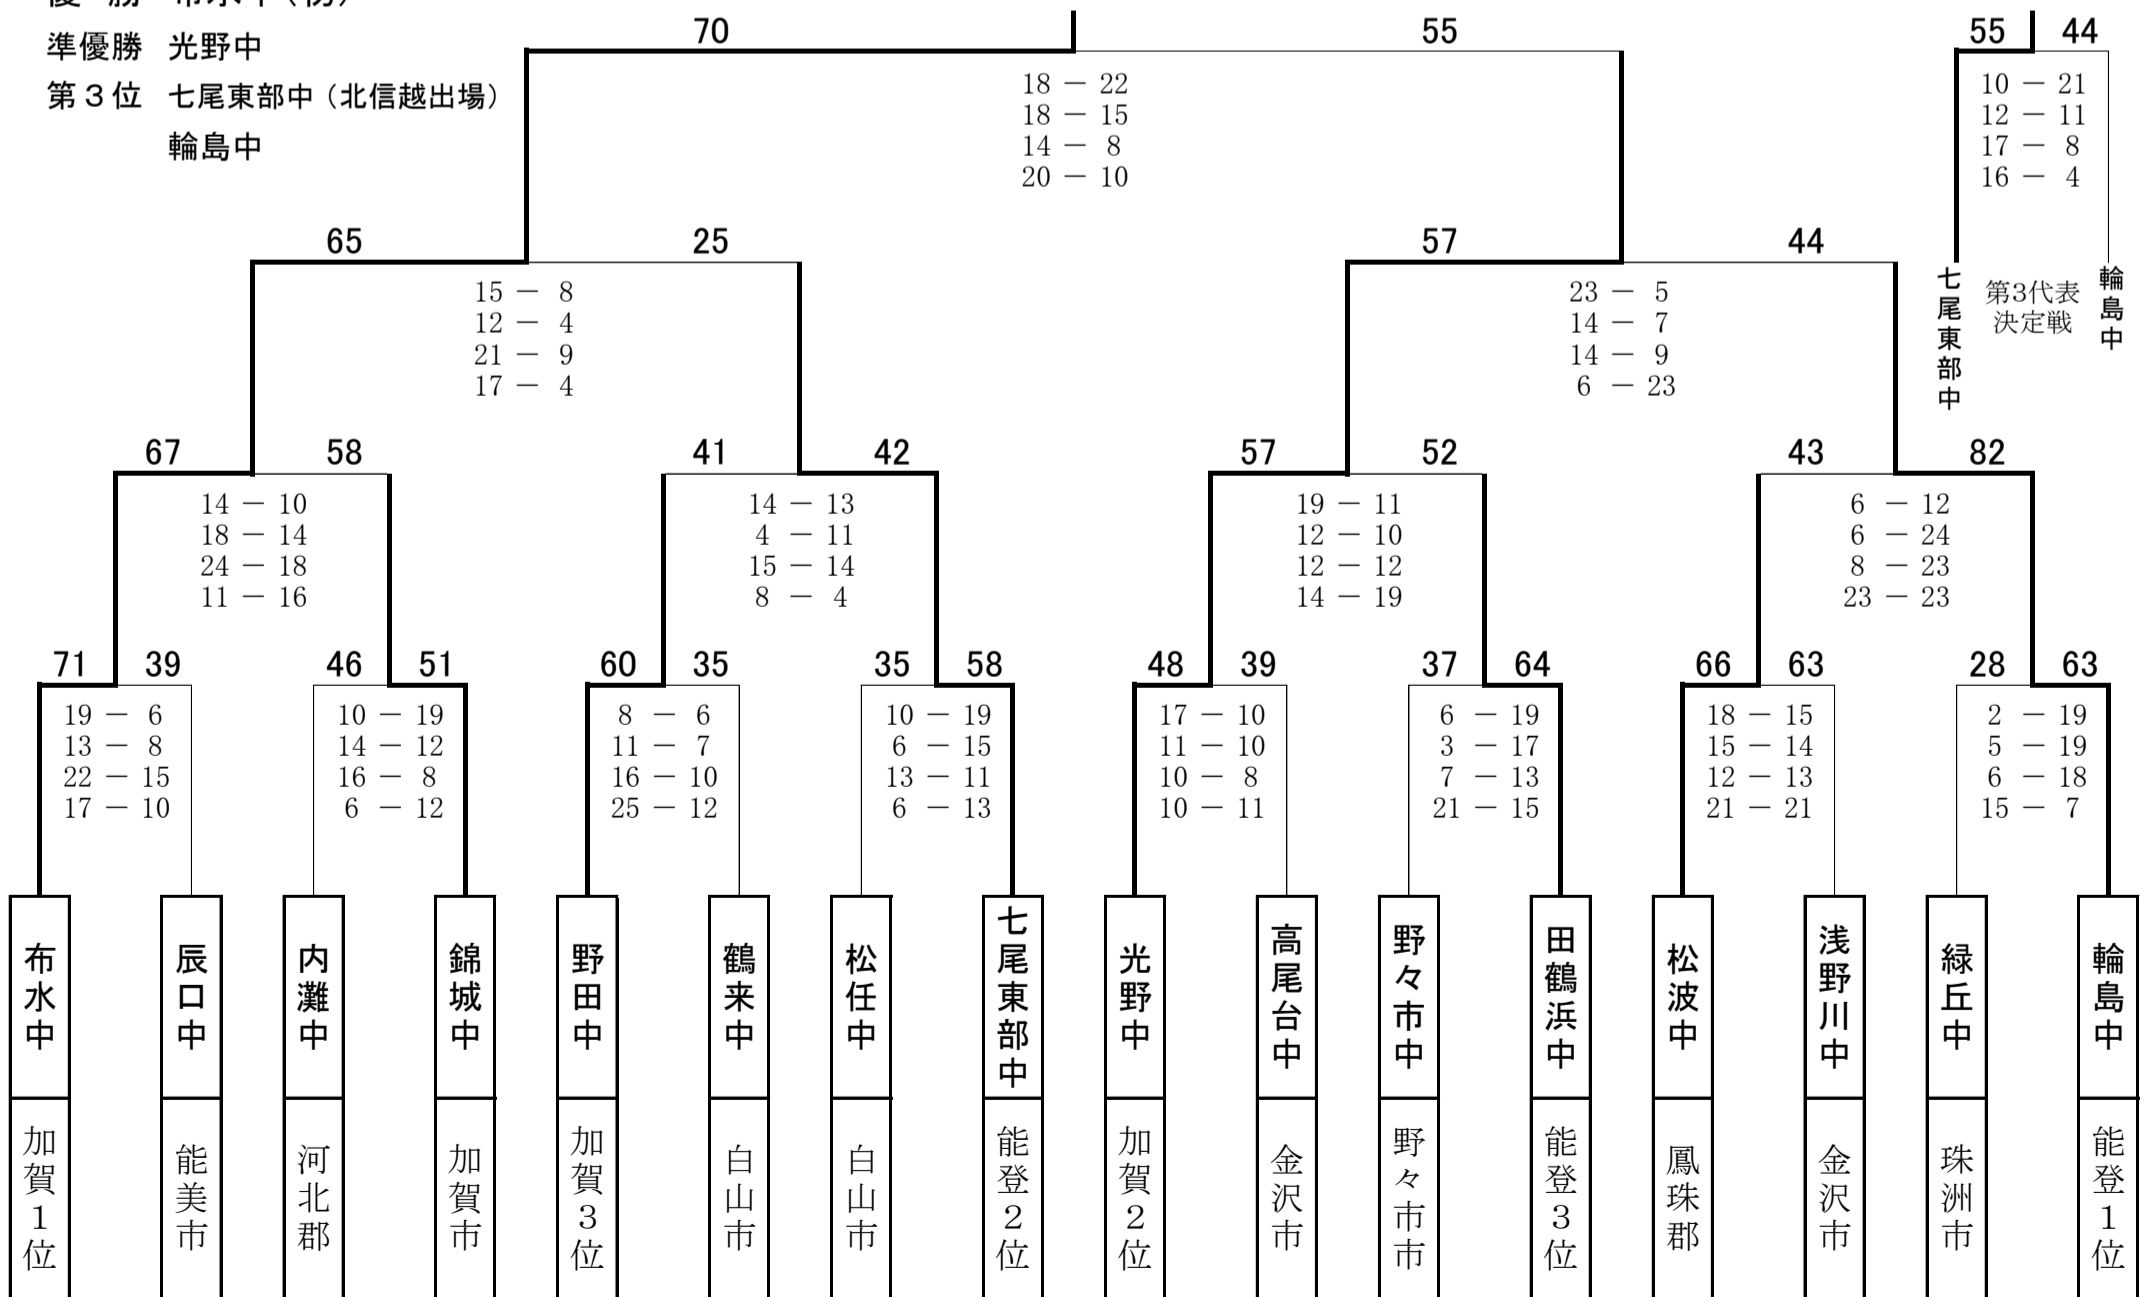 準優勝 光野中
第３位 七尾東部中（北信越出場）
輪島中
70 55
18 － 22
18 － 15
14 － 8
20 － 10
55 44
10 － 21
12 － 11
17 － 8
16 － 4
七尾東部中
第3代表
決定戦
輪島中
65 25
15 － 8
12 － 4
21 － 9
17 － 4
57 44
23 － 5
14 － 7
14 － 9
6 － 23
67 58
14 － 10
18 － 14
24 － 18
11 － 16
41 42
14 － 13
4 － 11
15 － 14
8 － 4
57 52
19 － 11
12 － 10
12 － 12
14 － 19
43 82
6 － 12
6 － 24
8 － 23
23 － 23
71 39
19 － 6
13 － 8
22 － 15
17 － 10
46 51
10 － 19
14 － 12
16 － 8
6 － 12
60 35
8 － 6
11 － 7
16 － 10
25 － 12
35 58
10 － 19
6 － 15
13 － 11
6 － 13
48 39
17 － 10
11 － 10
10 － 8
10 － 11
37 64
6 － 19
3 － 17
7 － 13
21 － 15
66 63
18 － 15
15 － 14
12 － 13
21 － 21
28 63
2 － 19
5 － 19
6 － 18
15 － 7
布水中
辰口中
内灘中
錦城中
野田中
鶴来中
松任中
七尾東部中
光野中
高尾台中
野々市中
田鶴浜中
松波中
浅野川中
緑丘中
輪島中
加賀１位
能美市
河北郡
加賀市
加賀３位
白山市
白山市
能登２位
加賀２位
金沢市
野々市市
能登３位
鳳珠郡
金沢市
珠洲市
能登１位